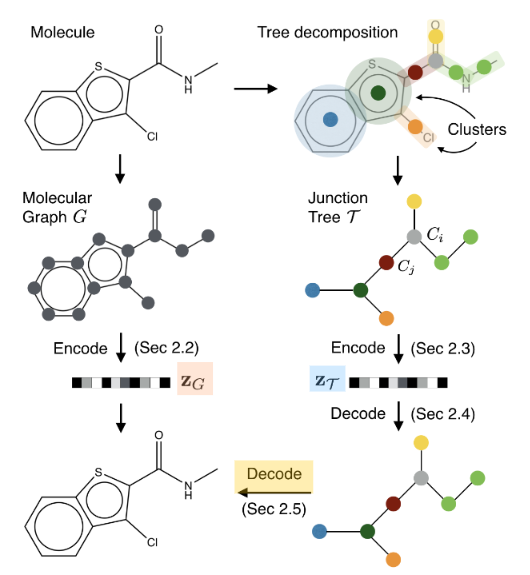 Molecule
Tree decomposition
S
O
N
H
Cl
S
O
N
H
Cl
Clusters
Molecular
Graph G
Junction
Tree 𝒯
C_i
C_j
Encode (Sec 2.2)
Encode (Sec 2.3)
z_G
z_𝒯
Decode (Sec 2.4)
S
O
N
H
Cl
Decode
(Sec 2.5)